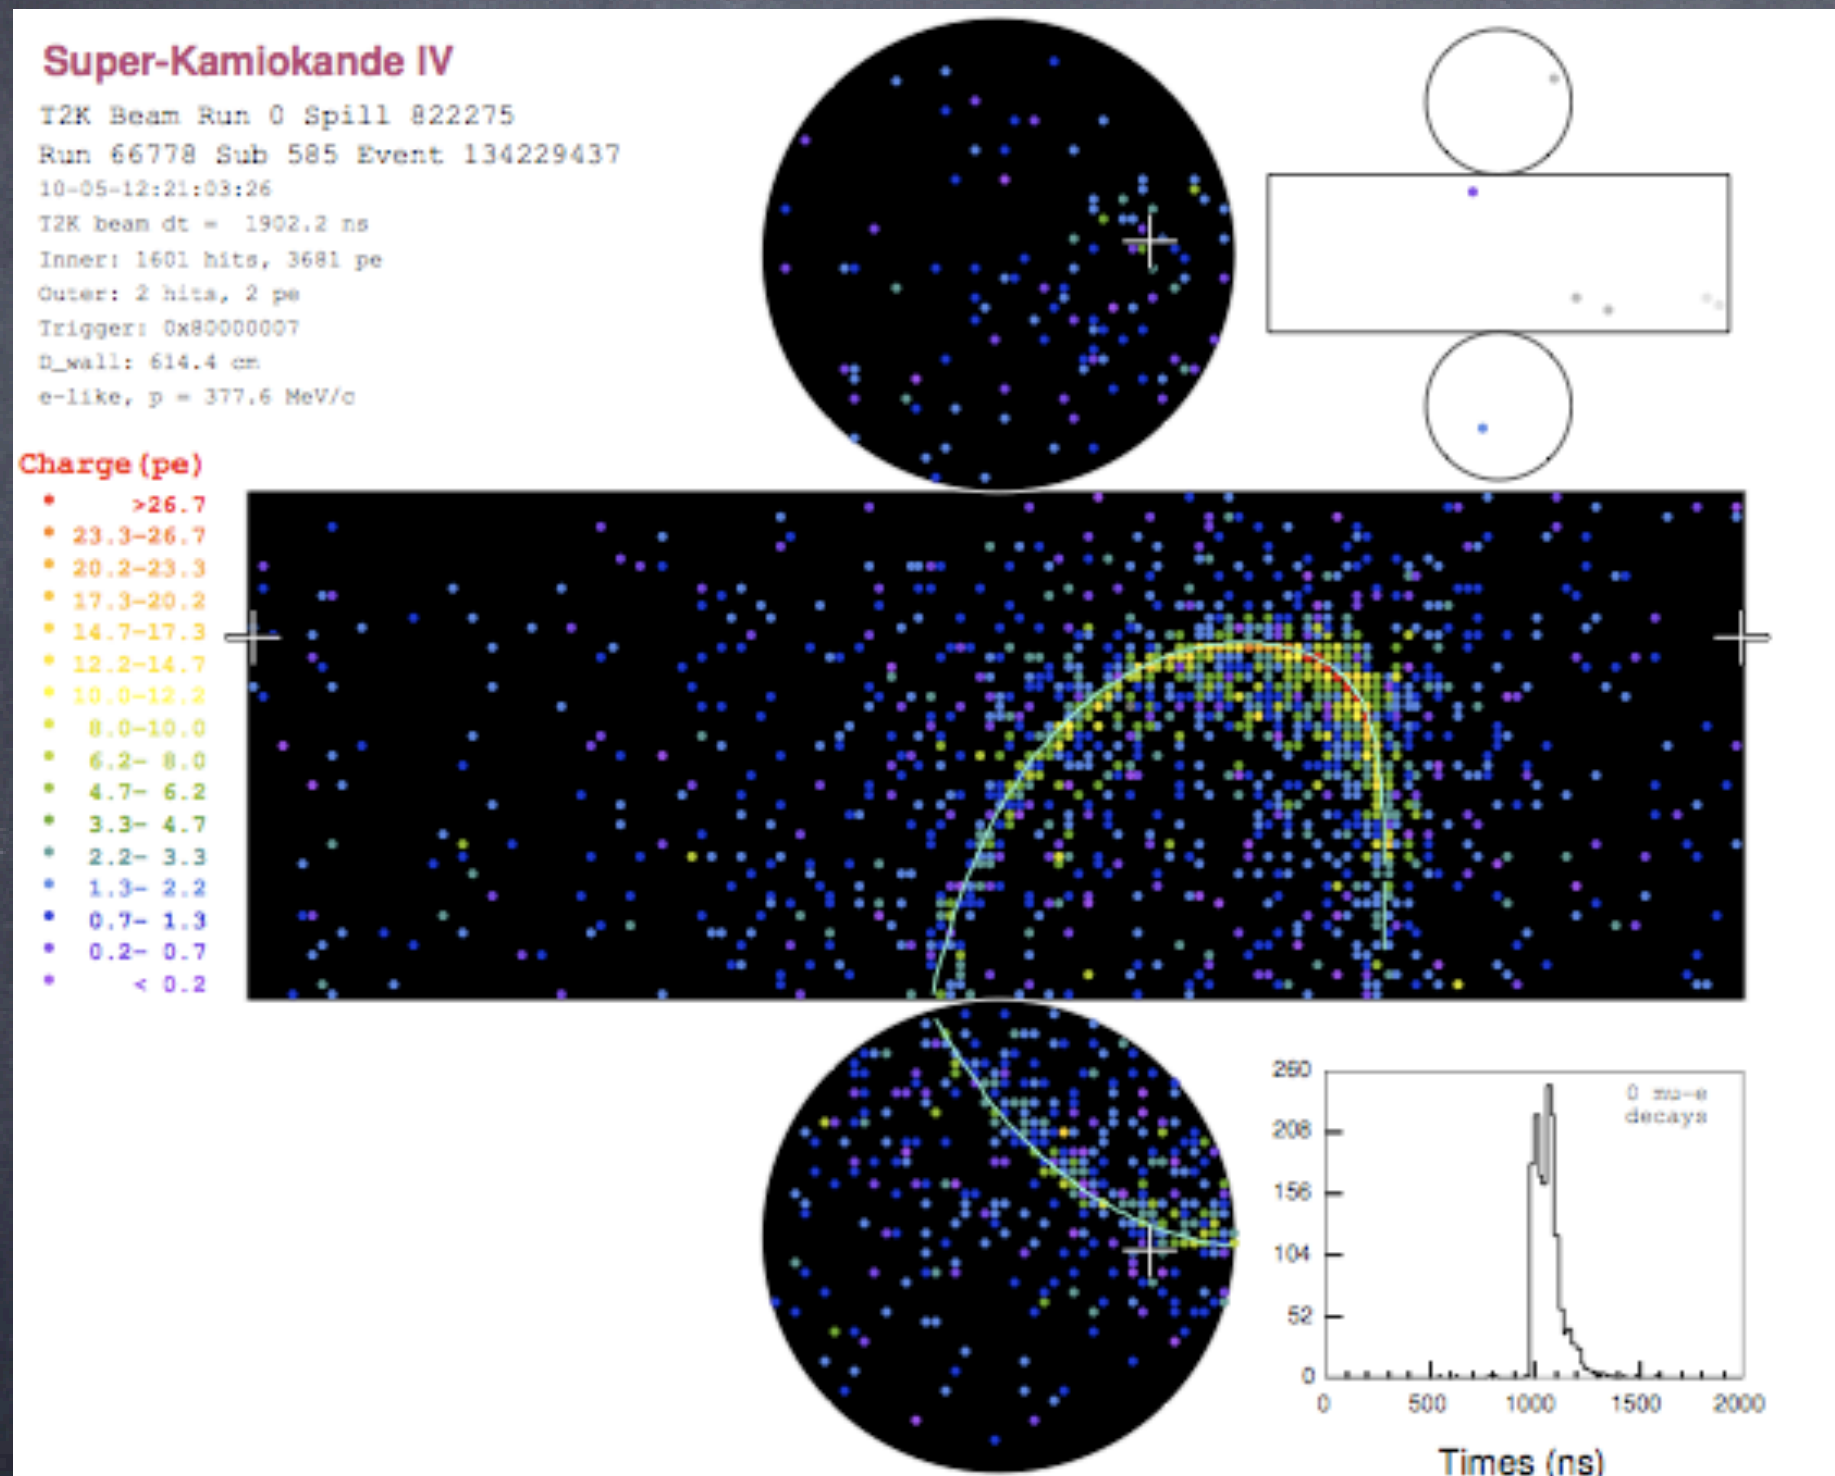 Super-Kamiokande IV
T2K Beam Run 0 Spill 822275
Run 66778 Sub 585 Event 134229437
10-05-12:21:03:26
T2K beam dt = 1902.2 ns
Inner: 1601 hits, 3681 pe
Outer: 2 hits, 2 pe
Trigger: 0x80000007
D_wall: 614.4 cm
e-like, p = 377.6 MeV/c
Charge(pe)
>26.7
23.3-26.7
20.2-23.3
17.3-20.2
14.7-17.3
12.2-14.7
10.0-12.2
8.0-10.0
6.2- 8.0
4.7- 6.2
3.3- 4.7
2.2- 3.3
1.3- 2.2
0.7- 1.3
0.2- 0.7
< 0.2
260
208
156
104
52
0
0 mu-e
decays
0 500 1000 1500 2000
Times (ns)